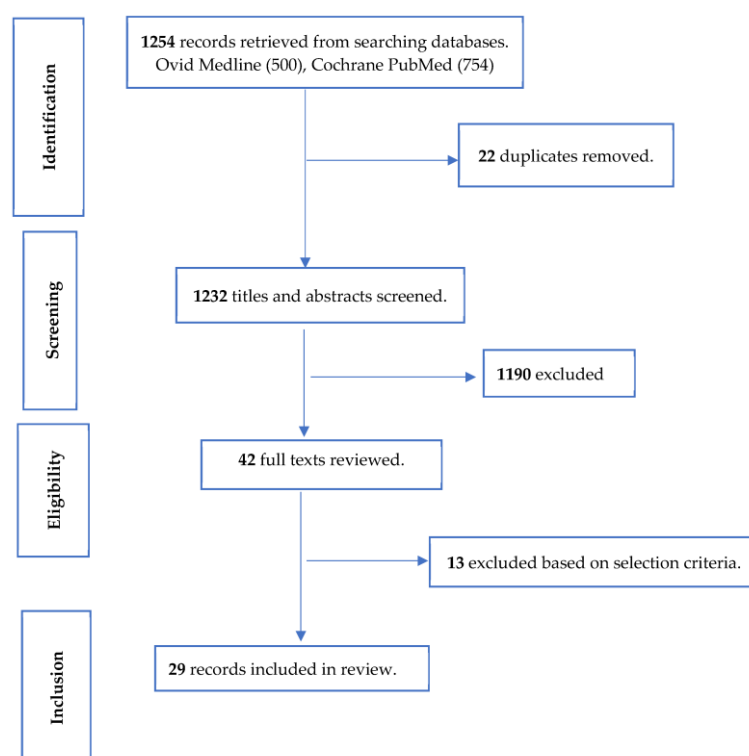 Identification
1254 records retrieved from searching databases.
Ovid Medline (500), Cochrane PubMed (754)
22 duplicates removed.
Screening
1232 titles and abstracts screened.
1190 excluded
Eligibility
42 full texts reviewed.
13 excluded based on selection criteria.
Inclusion
29 records included in review.